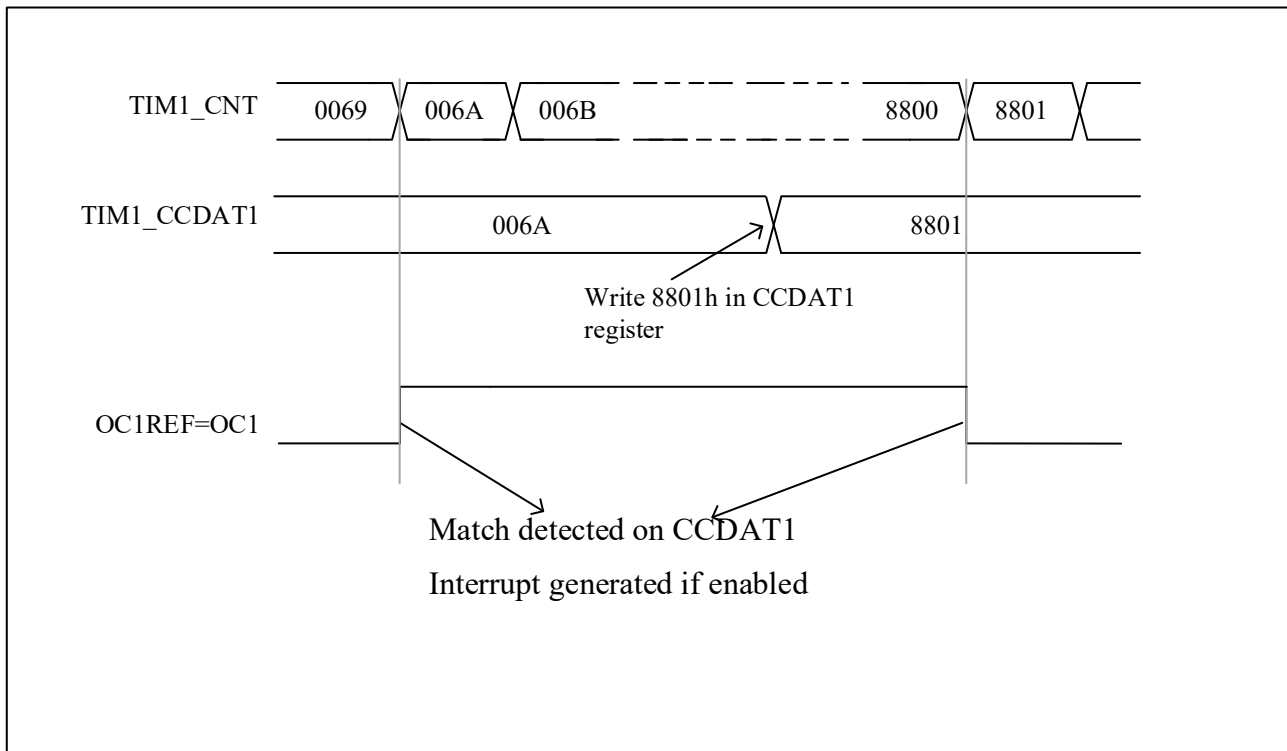 TIM1_CNT 0069 006A 006B 8800 8801
TIM1_CCDAT1 006A 8801
Write 8801h in CCDAT1
register
OC1REF=OC1
Match detected on CCDAT1
Interrupt generated if enabled